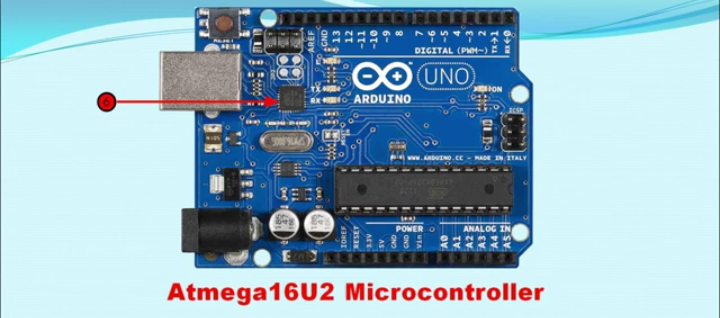 RESET
AREF
GND
13
12
~11
~10
~9
8
7
~6
~5
4
~3
2
TX→1
RX←0
DIGITAL (PWM~)
UNO
ARDUINO
TX
RX
ON
ICSP
6
WWW.ARDUINO.CC - MADE IN ITALY
IOREF
RESET
3.3V
5V
GND
GND
Vin
POWER
ANALOG IN
A0
A1
A2
A3
A4
A5
Atmega16U2 Microcontroller